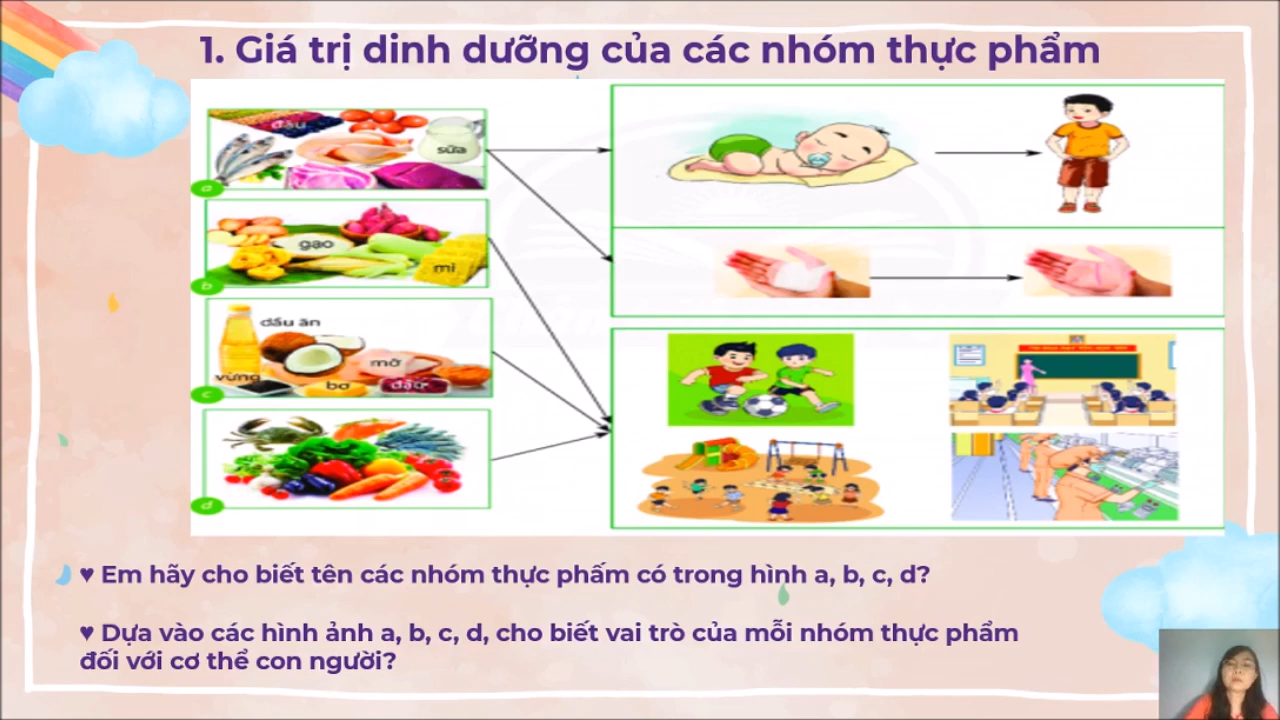 1. Giá trị dinh dưỡng của các nhóm thực phẩm
đậu
sữa
a
gạo
mì
b
dầu ăn
mỡ
vừng
bơ
đậu
c
d
♥ Em hãy cho biết tên các nhóm thực phẩm có trong hình a, b, c, d?
♥ Dựa vào các hình ảnh a, b, c, d, cho biết vai trò của mỗi nhóm thực phẩm
đối với cơ thể con người?